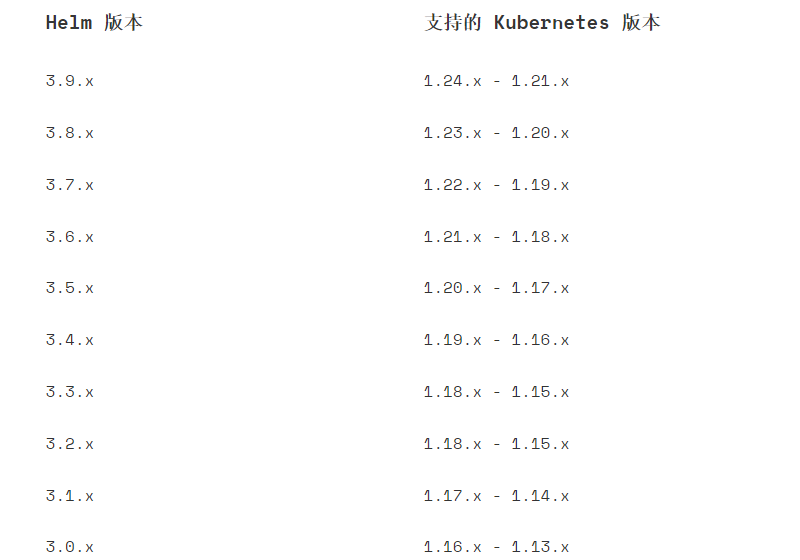 Helm 版本 支持的 Kubernetes 版本
3.9.x 1.24.x - 1.21.x
3.8.x 1.23.x - 1.20.x
3.7.x 1.22.x - 1.19.x
3.6.x 1.21.x - 1.18.x
3.5.x 1.20.x - 1.17.x
3.4.x 1.19.x - 1.16.x
3.3.x 1.18.x - 1.15.x
3.2.x 1.18.x - 1.15.x
3.1.x 1.17.x - 1.14.x
3.0.x 1.16.x - 1.13.x